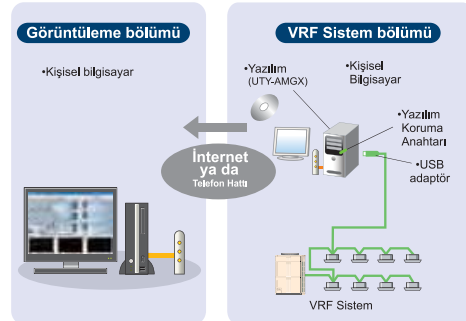 Görüntüleme bölümü
•Kişisel bilgisayar
VRF Sistem bölümü
•Yazılım
(UTY-AMGX)
•Kişisel
Bilgisayar
•Yazılım
Koruma
Anahtarı
•USB
adaptör
İnternet
ya da
Telefon Hattı
VRF Sistem